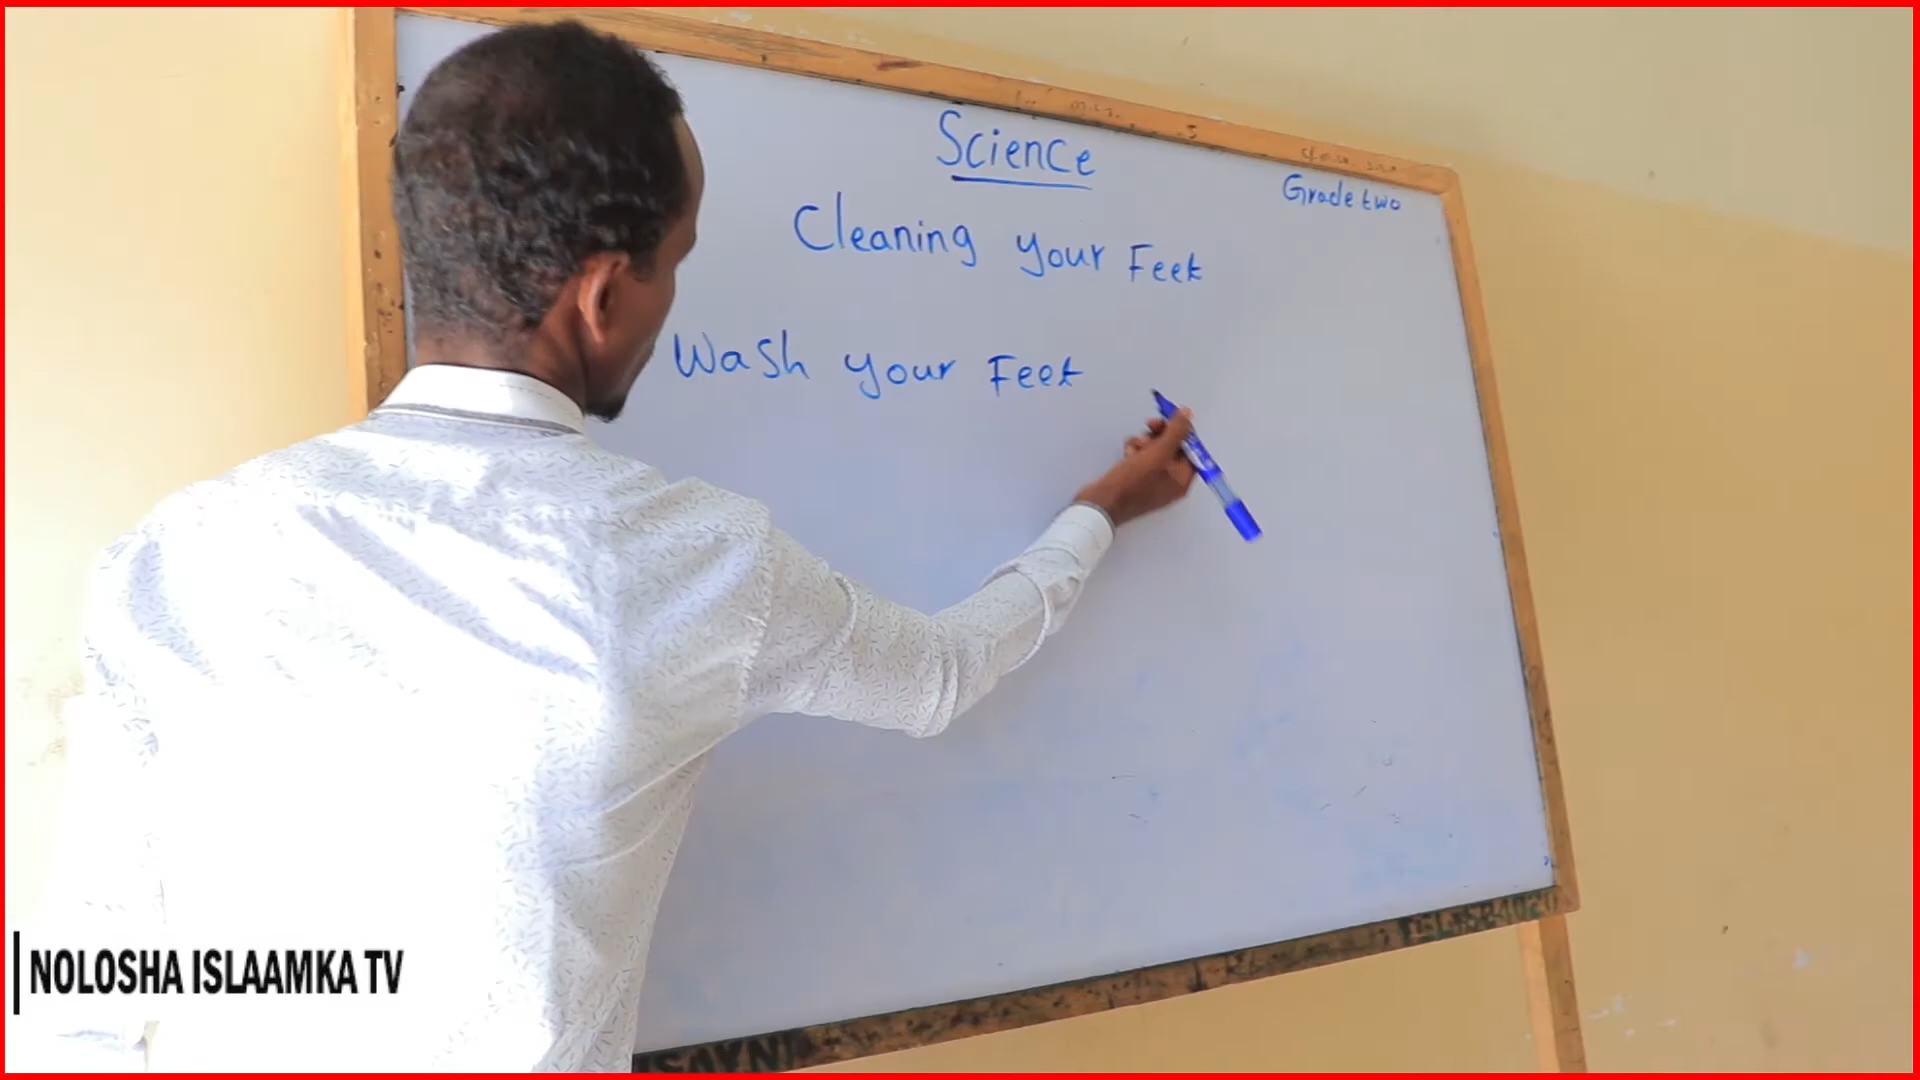 Science
Grade two
Cleaning your Feet
Wash your Feet
NOLOSHA ISLAAMKA TV